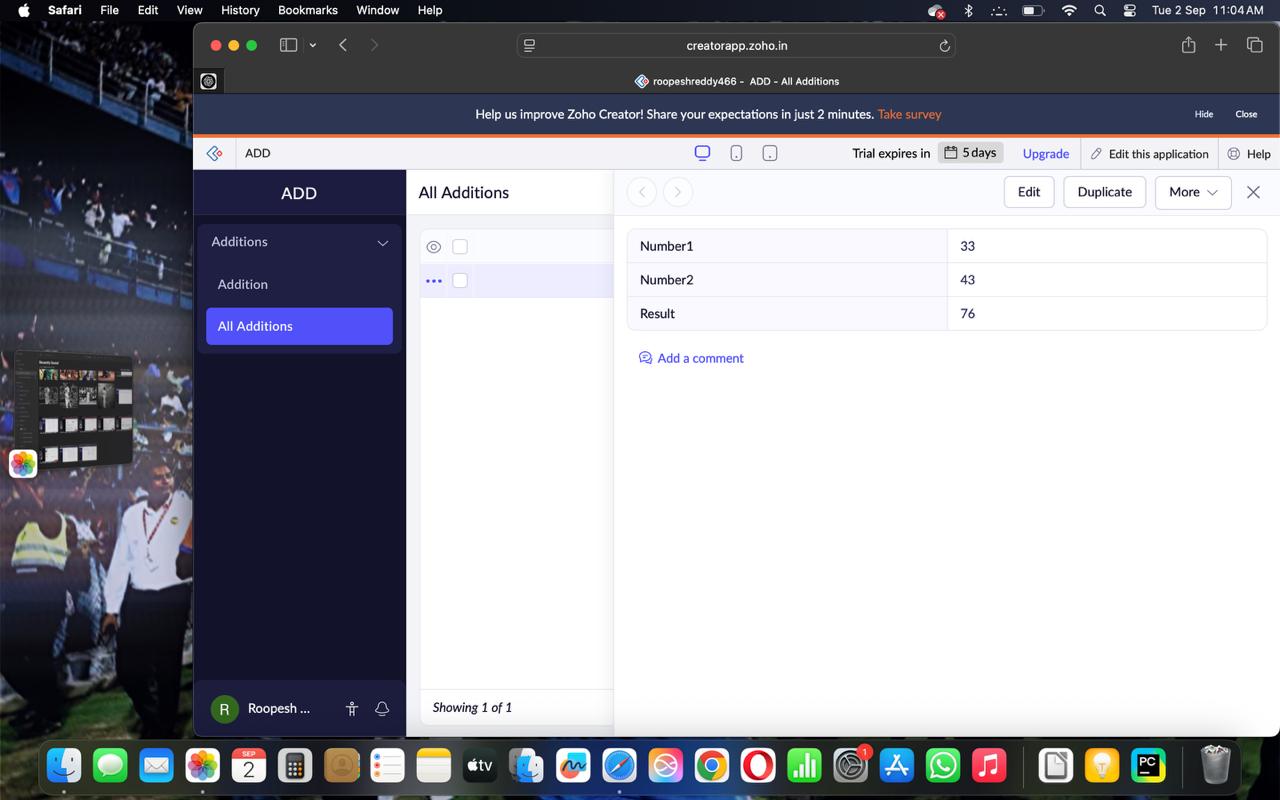 Safari File Edit View History Bookmarks Window Help Tue 2 Sep 11:04 AM
creatorapp.zoho.in
roopeshreddy466 - ADD - All Additions
Help us improve Zoho Creator! Share your expectations in just 2 minutes. Take survey Hide Close
ADD Trial expires in 5 days Upgrade Edit this application Help
ADD
All Additions
Edit Duplicate More
Additions
Addition
All Additions
Number1 33
Number2 43
Result 76
Add a comment
Showing 1 of 1
R Roopesh ...
SEP
2
tv
1
PC